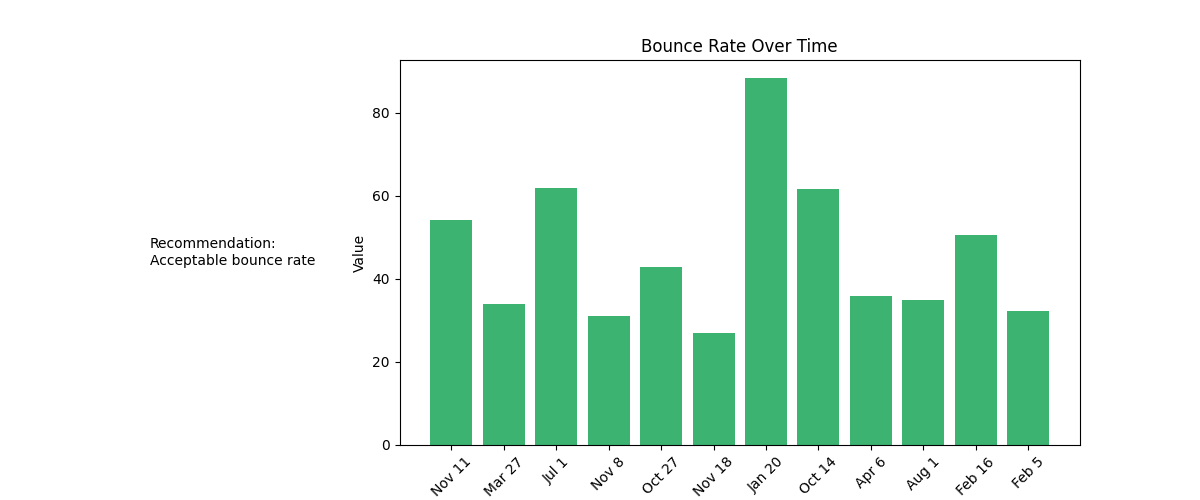 Bounce Rate Over Time
Recommendation:
Acceptable bounce rate
Value
80
60
40
20
0
Nov 11
Mar 27
Jul 1
Nov 8
Oct 27
Nov 18
Jan 20
Oct 14
Apr 6
Aug 1
Feb 16
Feb 5